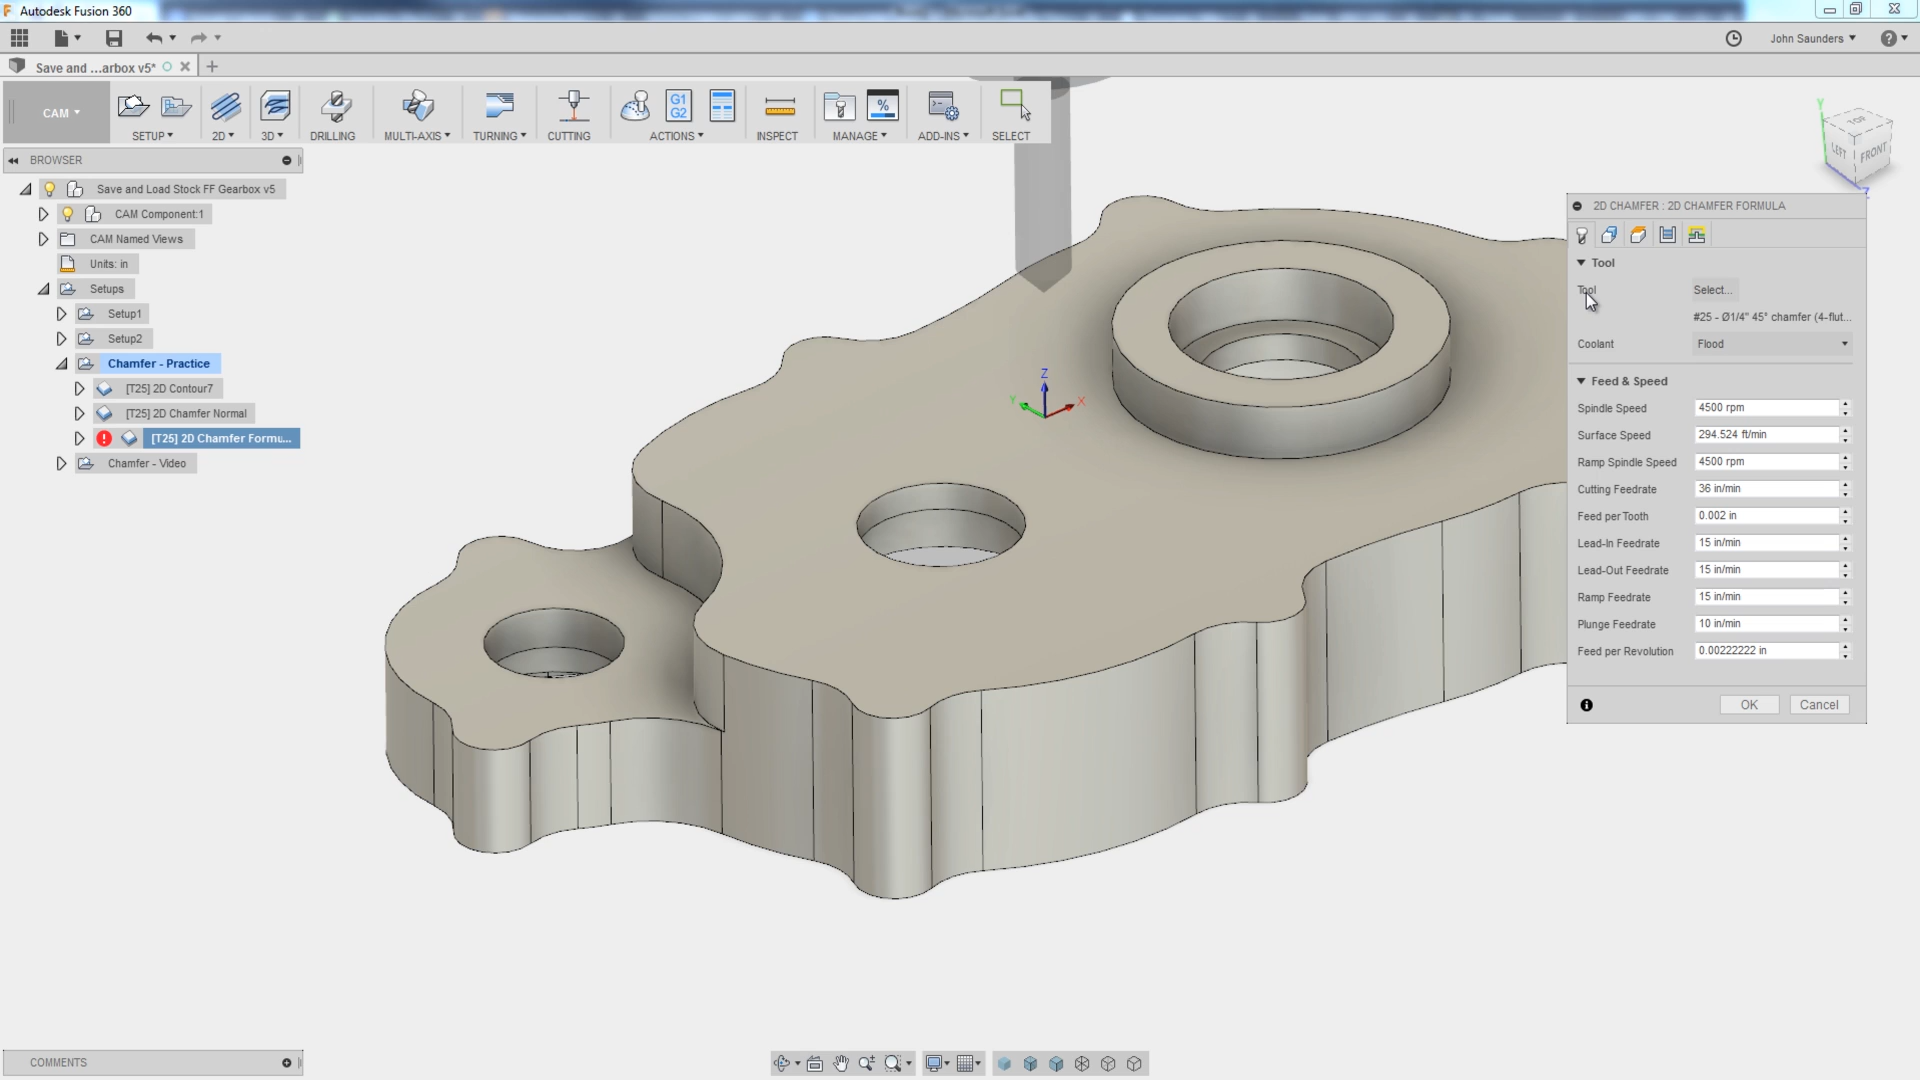 Autodesk Fusion 360
John Saunders
Save and ...arbox v5*
CAM
G1
G2
SETUP
2D
3D
DRILLING
MULTI-AXIS
TURNING
CUTTING
ACTIONS
INSPECT
MANAGE
ADD-INS
SELECT
BROWSER
Save and Load Stock FF Gearbox v5
CAM Component:1
CAM Named Views
Units: in
Setups
Setup1
Setup2
Chamfer - Practice
[T25] 2D Contour7
[T25] 2D Chamfer Normal
[T25] 2D Chamfer Formu...
Chamfer - Video
Z
Y
X
Y
TOP
LEFT
FRONT
Z
2D CHAMFER : 2D CHAMFER FORMULA
Tool
Tool
Select...
#25 - Ø1/4" 45° chamfer (4-flut...
Coolant
Flood
Feed & Speed
Spindle Speed
4500 rpm
Surface Speed
294.524 ft/min
Ramp Spindle Speed
4500 rpm
Cutting Feedrate
36 in/min
Feed per Tooth
0.002 in
Lead-In Feedrate
15 in/min
Lead-Out Feedrate
15 in/min
Ramp Feedrate
15 in/min
Plunge Feedrate
10 in/min
Feed per Revolution
0.00222222 in
OK
Cancel
COMMENTS